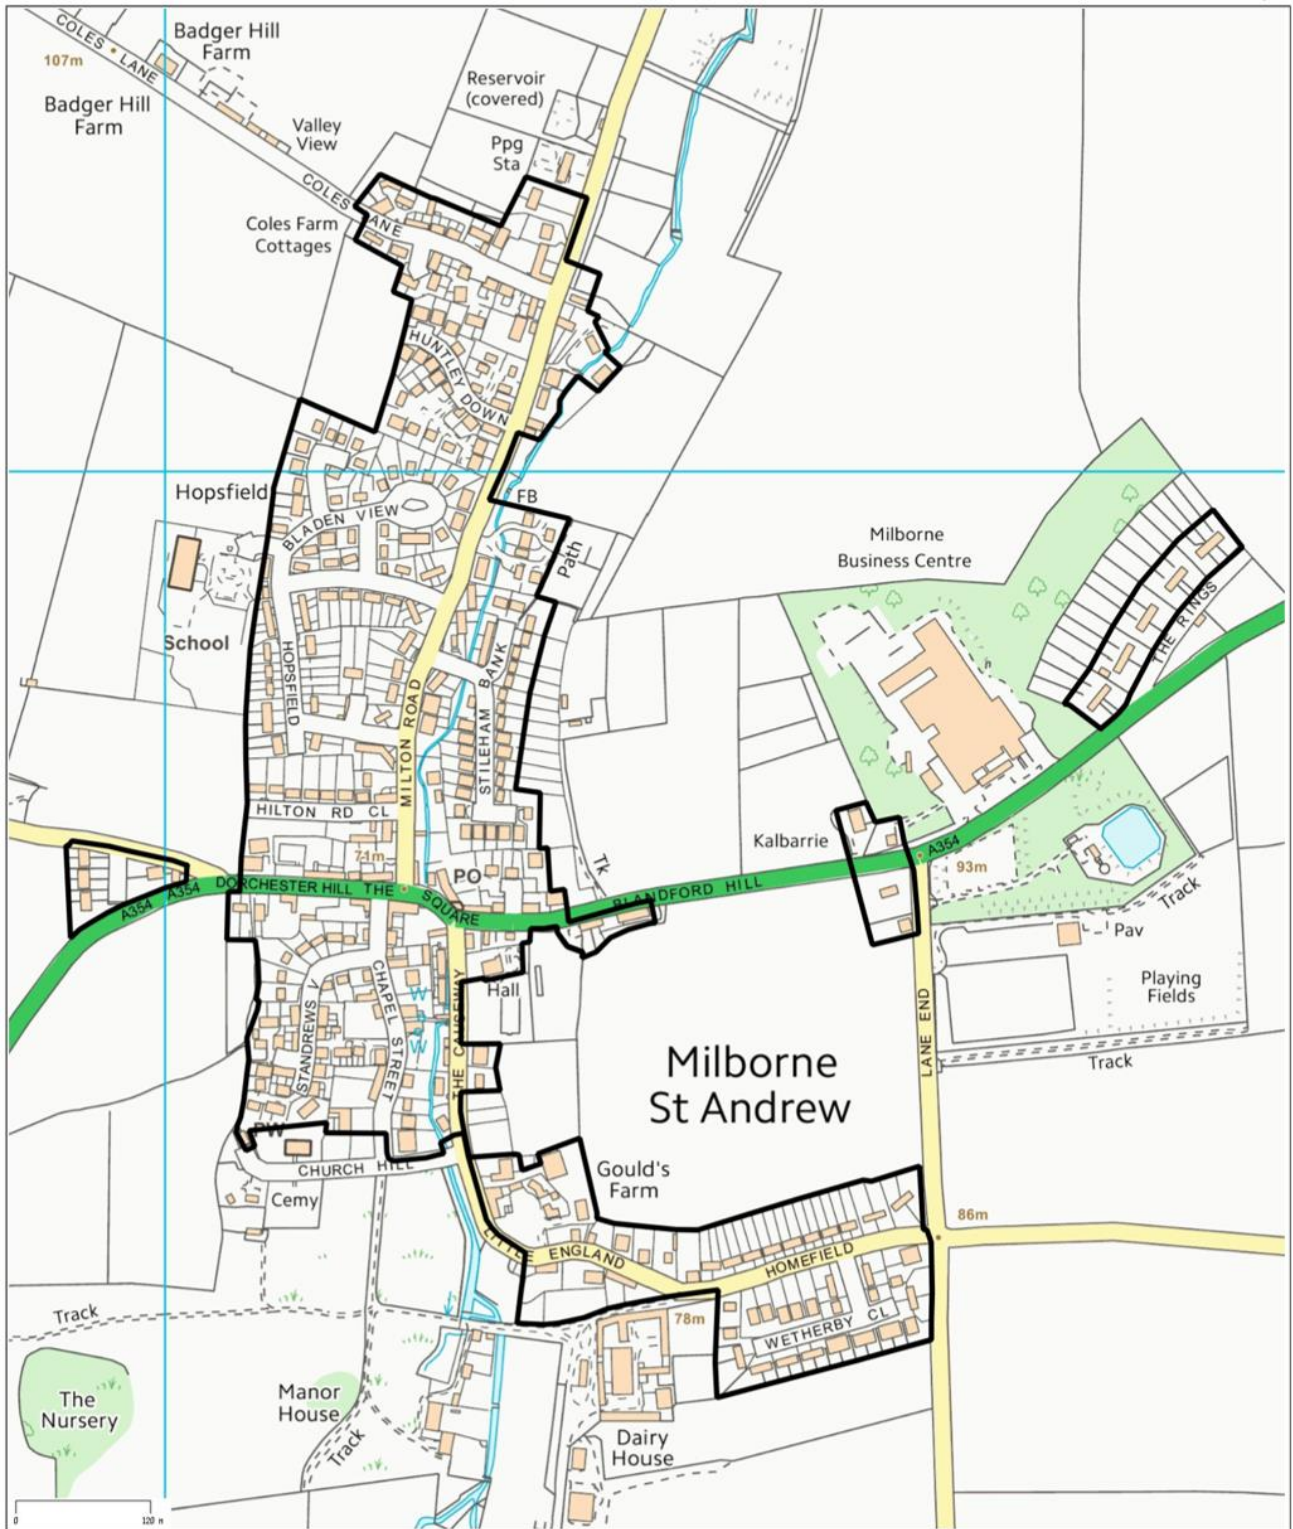 COLES LANE
107m
Badger Hill
Farm
Badger Hill
Farm
Valley
View
Reservoir
(covered)
Ppg
Sta
COLES LANE
Coles Farm
Cottages
HUNTLEY DOWN
Hopsfield
BLADEN VIEW
FB
Path
Milborne
Business Centre
School
HOPSFIELD
MILTON ROAD
STILEHAM BANK
THE RINGS
HILTON RD CL
71m
PO
Tk
Kalbarrie
A354
93m
A354
A354
DORCHESTER HILL
THE SQUARE
BLANDFORD HILL
Track
Pav
Playing
Fields
Hall
CHAPEL STREET
THE CAUSEWAY
STANDREWS V
W
W
LANE END
Track
Milborne
St Andrew
PW
CHURCH HILL
Cemy
Gould's
Farm
86m
LITTLE ENGLAND
HOMEFIELD
WETHERBY CL
Track
78m
The
Nursery
Manor
House
Track
Dairy
House
0
120 m